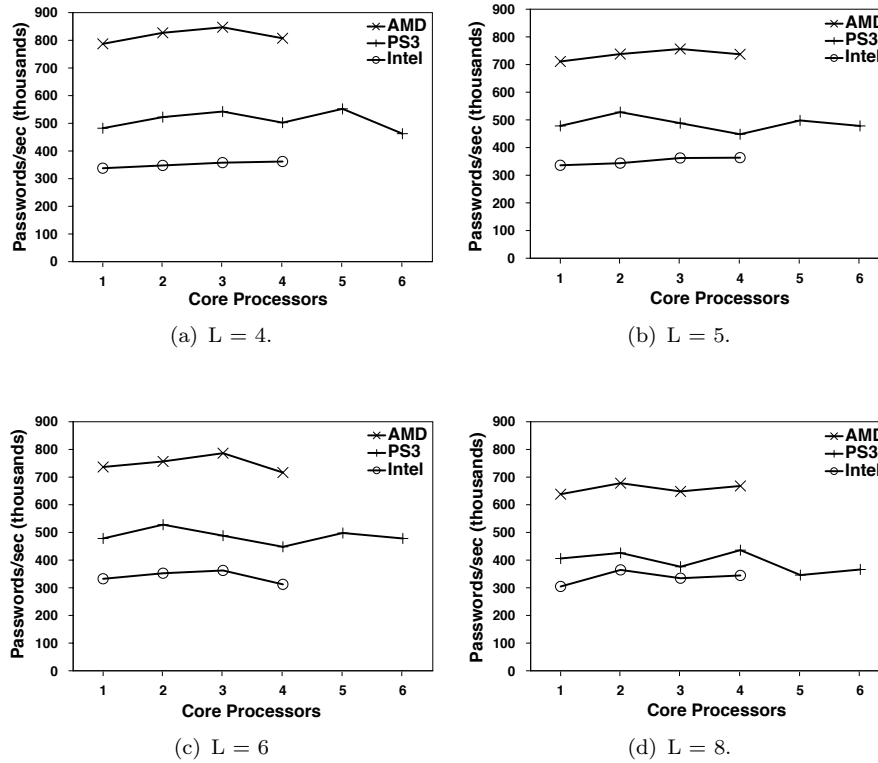 900
800
700
600
500
400
300
200
100
0
Passwords/sec (thousands)
AMD
PS3
Intel
1 2 3 4 5 6
Core Processors
(a) L = 4.
900
800
700
600
500
400
300
200
100
0
Passwords/sec (thousands)
AMD
PS3
Intel
1 2 3 4 5 6
Core Processors
(b) L = 5.
900
800
700
600
500
400
300
200
100
0
Passwords/sec (thousands)
AMD
PS3
Intel
1 2 3 4 5 6
Core Processors
(c) L = 6
900
800
700
600
500
400
300
200
100
0
Passwords/sec (thousands)
AMD
PS3
Intel
1 2 3 4 5 6
Core Processors
(d) L = 8.